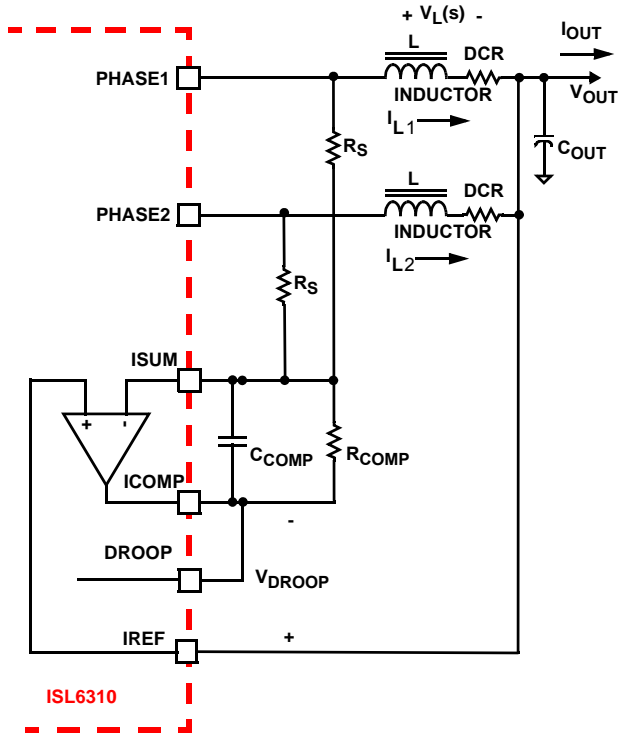 + VL(s) -
IOUT
L
DCR
PHASE1
INDUCTOR
VOUT
IL1
COUT
RS
L
DCR
PHASE2
INDUCTOR
IL2
RS
ISUM
+ -
CCOMP
RCOMP
ICOMP
-
DROOP
VDROOP
IREF
+
ISL6310